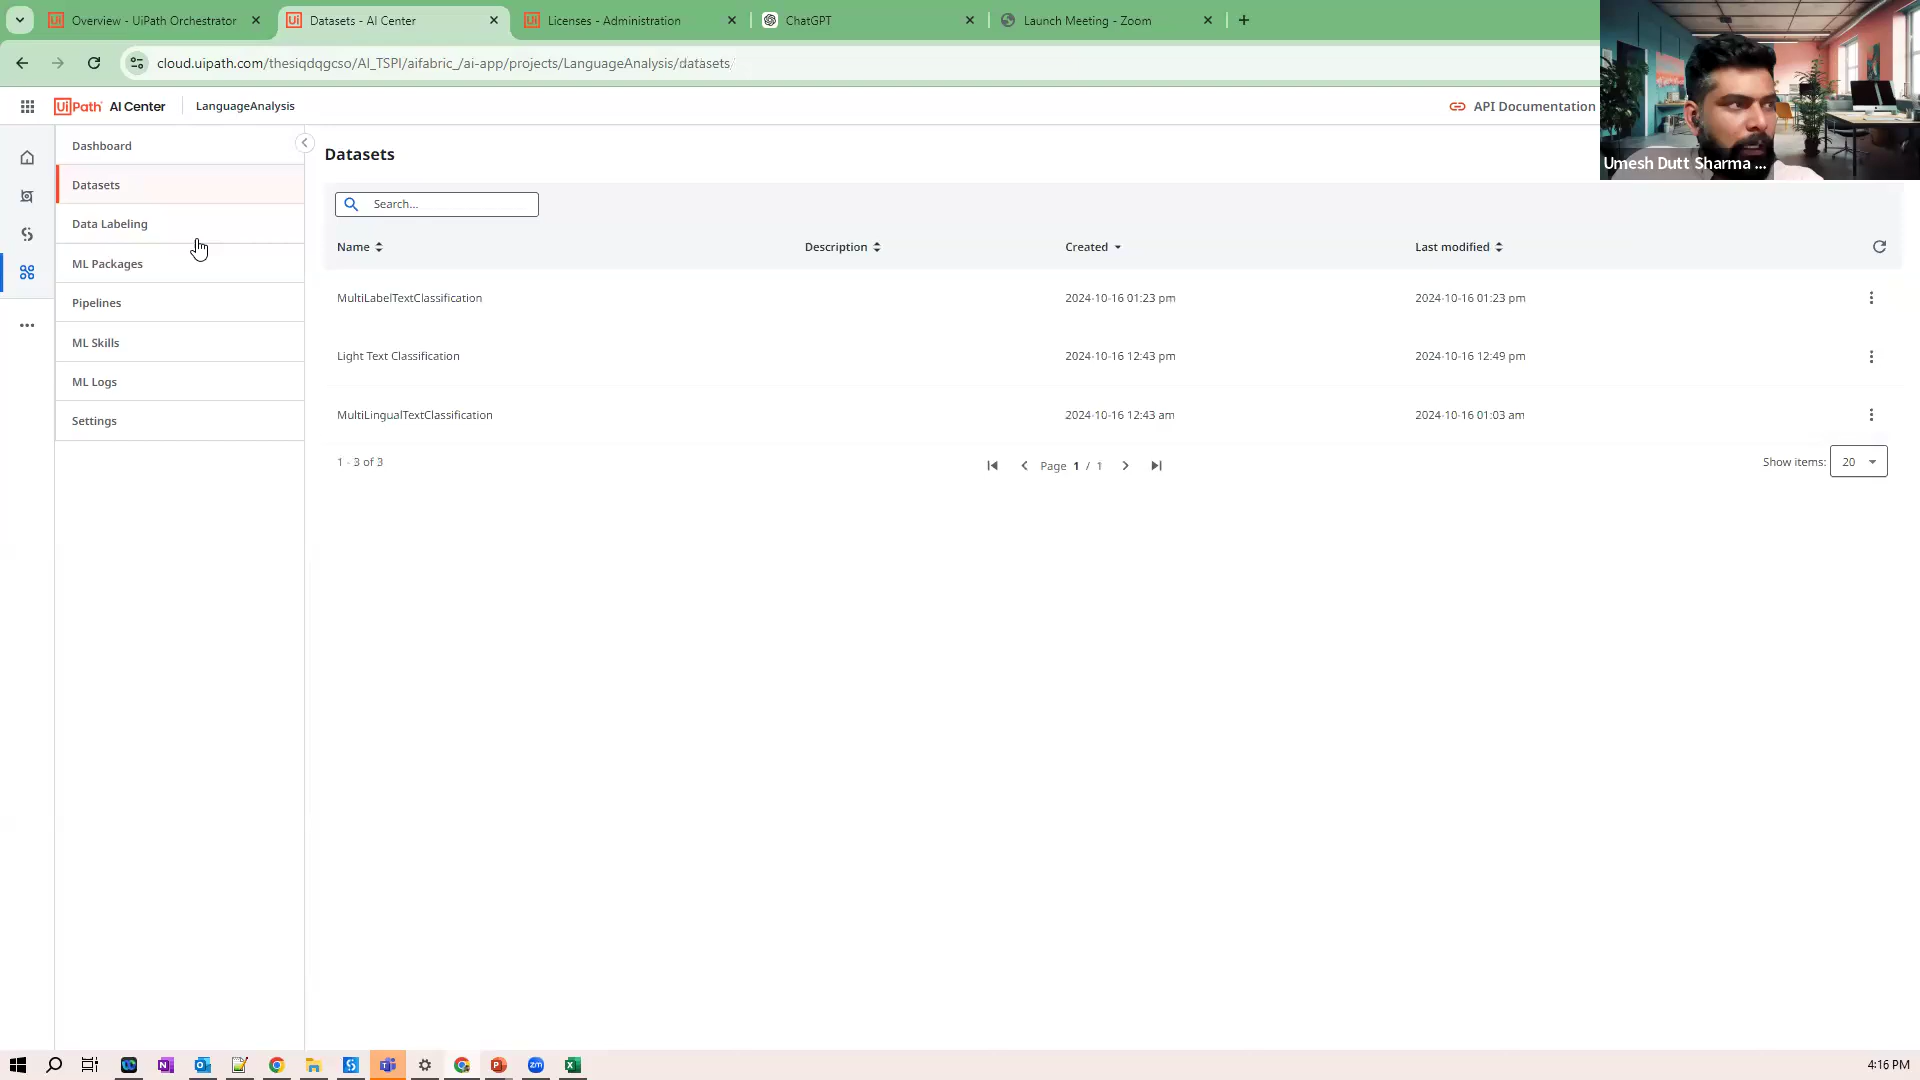 Overview - UiPath Orchestrator
Datasets - AI Center
Licenses - Administration
ChatGPT
Launch Meeting - Zoom
cloud.uipath.com/thesiqdqgcso/AI_TSPI/aifabric_/ai-app/projects/LanguageAnalysis/datasets
UiPath AI Center
LanguageAnalysis
API Documentation
Umesh Dutt Sharma ...
Dashboard
Datasets
Data Labeling
ML Packages
Pipelines
ML Skills
ML Logs
Settings
Datasets
Search...
Name Description Created Last modified
MultiLabelTextClassification 2024-10-16 01:23 pm 2024-10-16 01:23 pm
Light Text Classification 2024-10-16 12:43 pm 2024-10-16 12:49 pm
MultiLingualTextClassification 2024-10-16 12:43 am 2024-10-16 01:03 am
1 - 3 of 3 Page 1 / 1 Show items: 20
4:16 PM